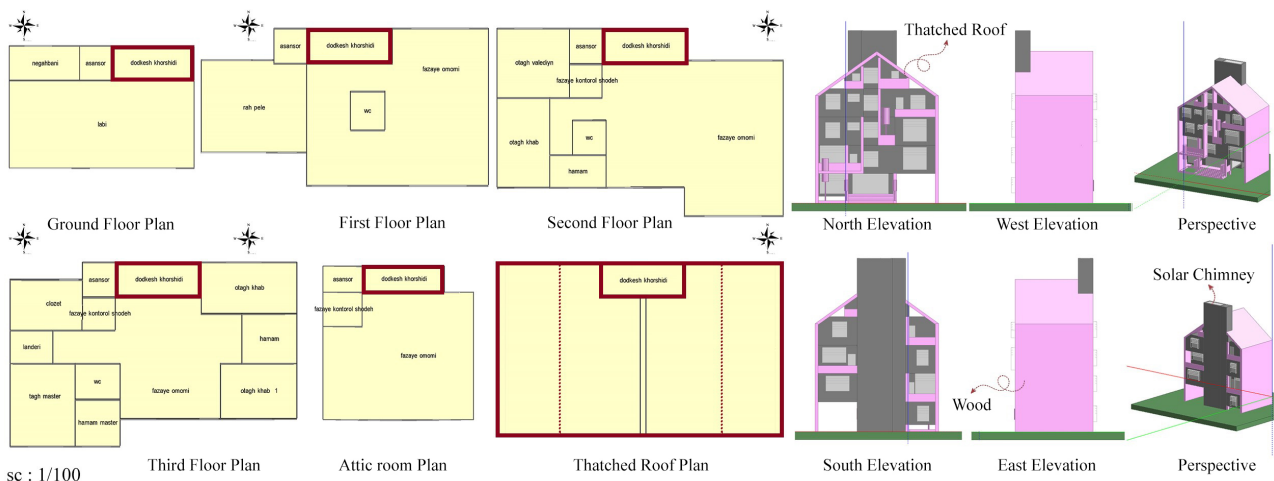 negahbani
asansor
dodkesh khorshidi
labi
Ground Floor Plan
asansor
dodkesh khorshidi
fazaye omomi
rah pele
wc
First Floor Plan
otagh valediyn
asansor
dodkesh khorshidi
fazaye kontorol shodeh
otagh khab
wc
hamam
fazaye omomi
Second Floor Plan
Thatched Roof
North Elevation
West Elevation
Perspective
clozet
asansor
dodkesh khorshidi
fazaye kontorol shodeh
otagh khab
landeri
hamam
tagh master
wc
hamam master
fazaye omomi
otagh khab 1
Third Floor Plan
asansor
dodkesh khorshidi
fazaye kontorol shodeh
fazaye omomi
Attic room Plan
dodkesh khorshidi
Thatched Roof Plan
South Elevation
Wood
East Elevation
Solar Chimney
Perspective
sc : 1/100